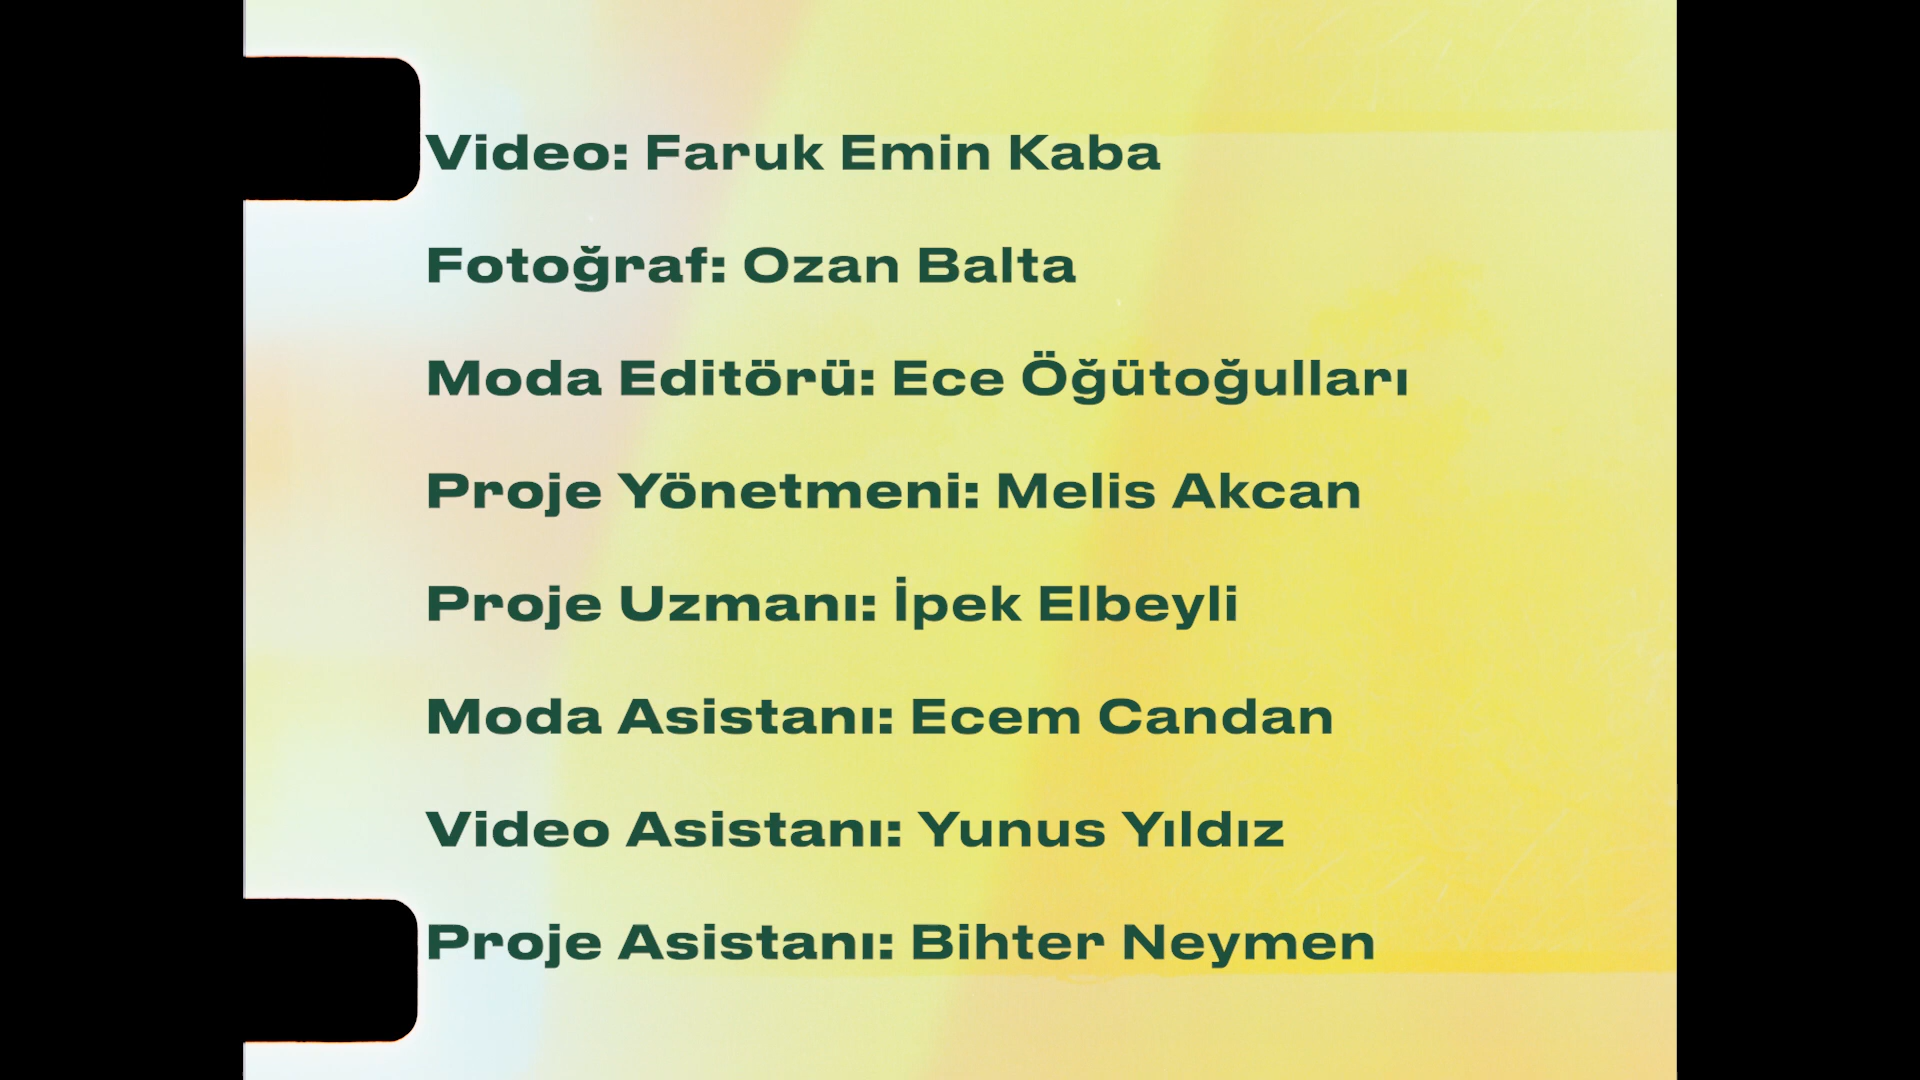 Video: Faruk Emin Kaba
Fotoğraf: Ozan Balta
Moda Editörü: Ece Öğütoğulları
Proje Yönetmeni: Melis Akcan
Proje Uzmanı: İpek Elbeyli
Moda Asistanı: Ecem Candan
Video Asistanı: Yunus Yıldız
Proje Asistanı: Bihter Neymen